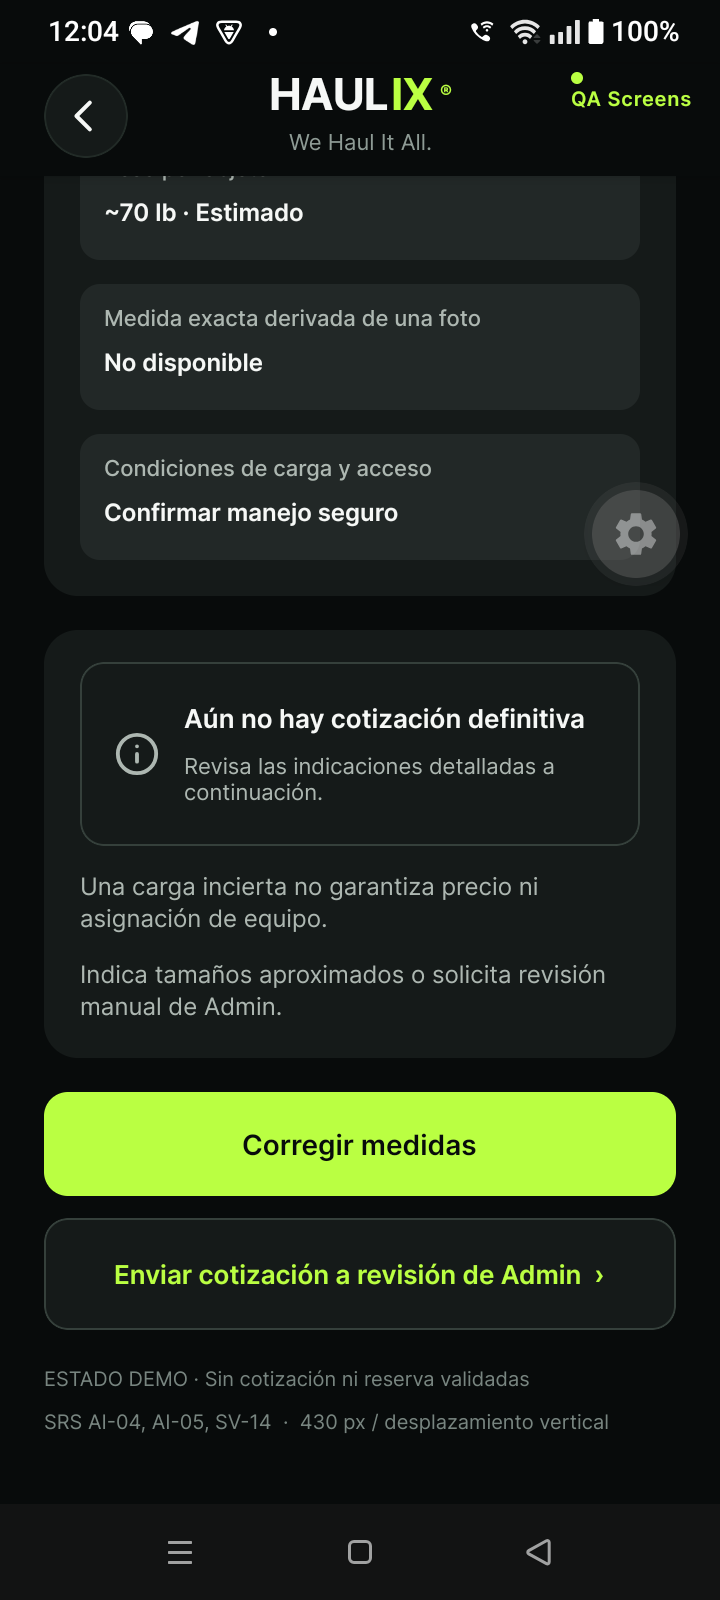 12:04
100%
HAULIX®
QA Screens
We Haul It All.
~70 lb · Estimado
Medida exacta derivada de una foto
No disponible
Condiciones de carga y acceso
Confirmar manejo seguro
Aún no hay cotización definitiva
Revisa las indicaciones detalladas a
continuación.
Una carga incierta no garantiza precio ni
asignación de equipo.
Indica tamaños aproximados o solicita revisión
manual de Admin.
Corregir medidas
Enviar cotización a revisión de Admin ›
ESTADO DEMO · Sin cotización ni reserva validadas
SRS AI-04, AI-05, SV-14 · 430 px / desplazamiento vertical